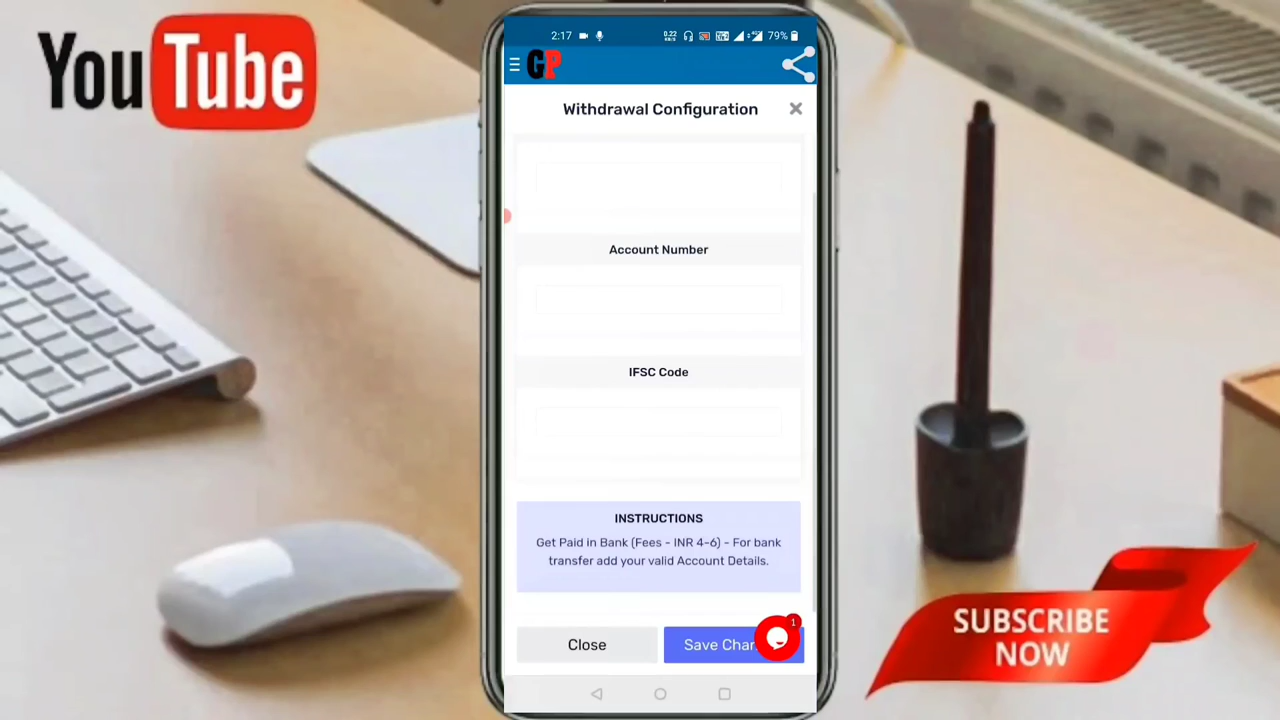 YouTube
2:17
79%
GP
Withdrawal Configuration
Account Number
IFSC Code
INSTRUCTIONS
Get Paid in Bank (Fees - INR 4-6) - For bank
transfer add your valid Account Details.
1
Close
Save Char
SUBSCRIBE
NOW